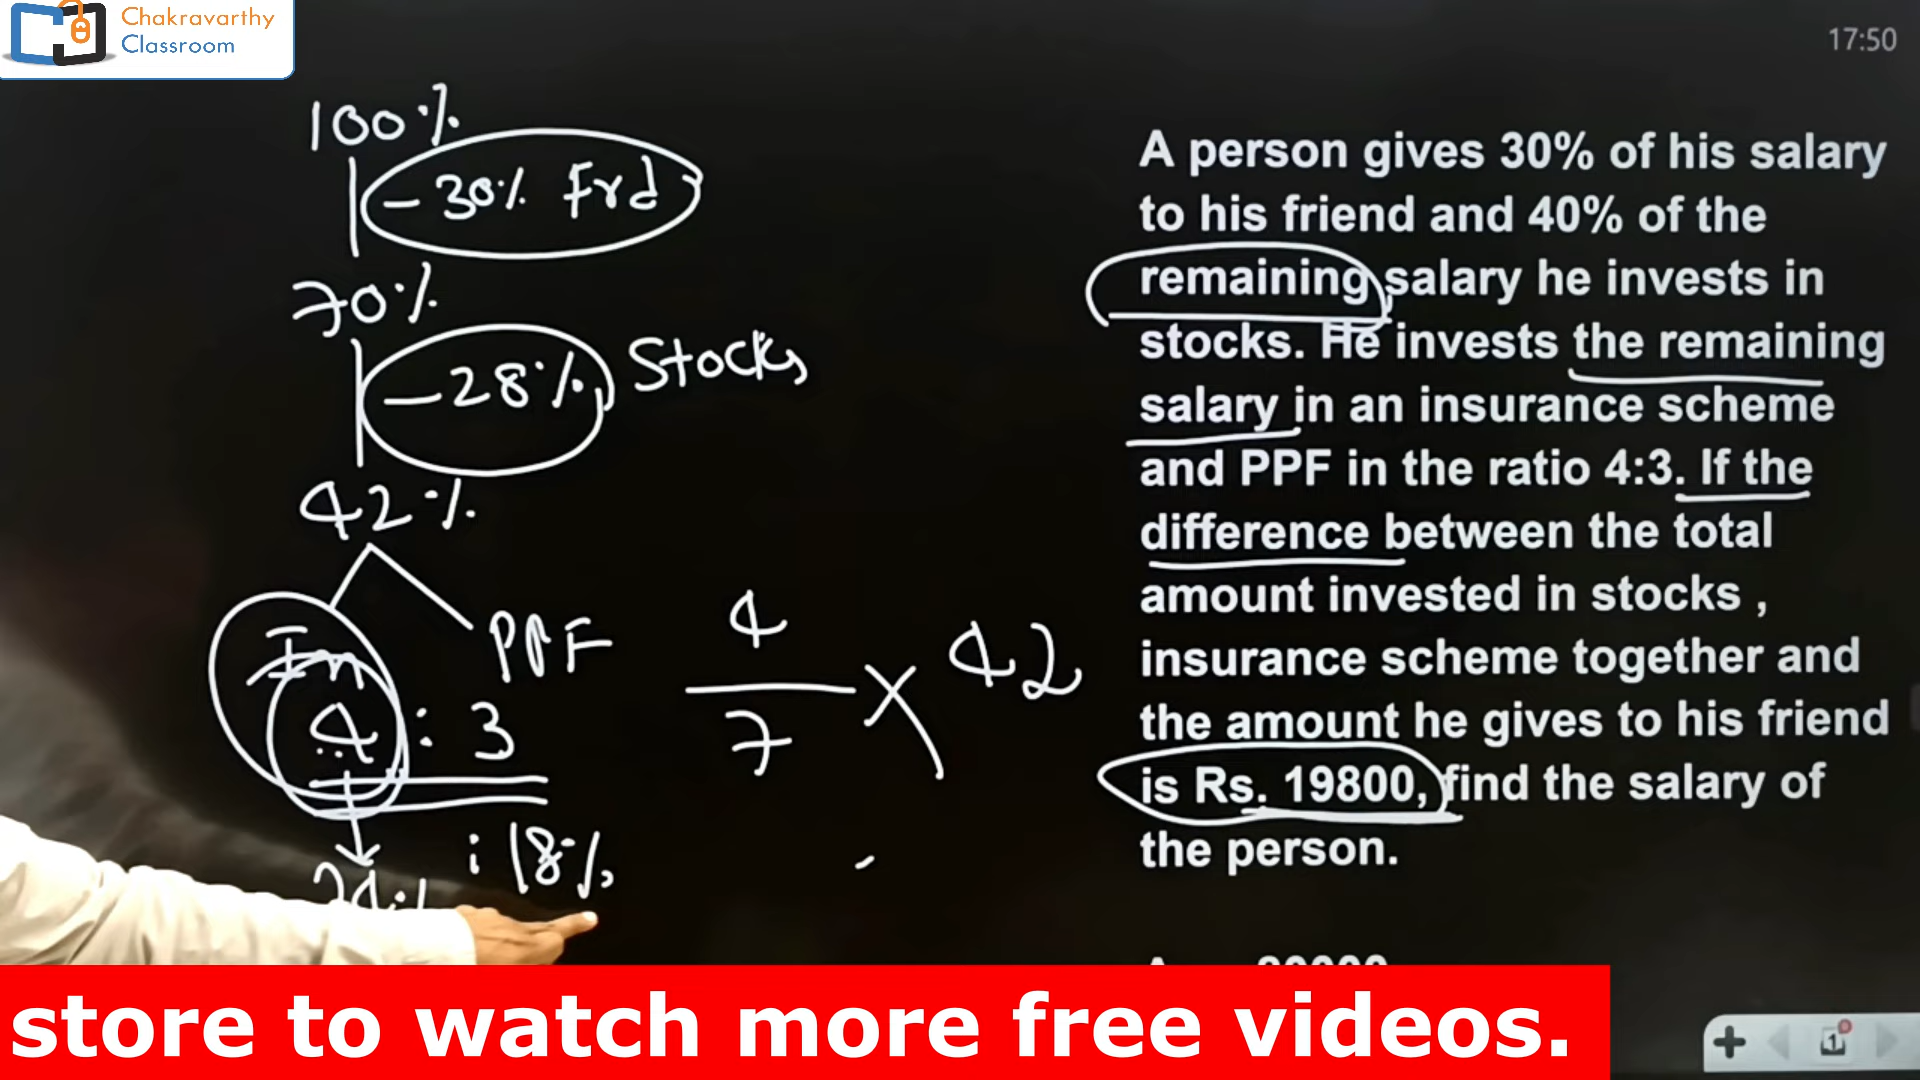 Chakravarthy
Classroom
17:50
100%
- 30% Frd
70%
- 28% Stocks
42%
In PPF
4 : 3
24% : 18%
4
7
X 42
A person gives 30% of his salary
to his friend and 40% of the
remaining salary he invests in
stocks. He invests the remaining
salary in an insurance scheme
and PPF in the ratio 4:3. If the
difference between the total
amount invested in stocks ,
insurance scheme together and
the amount he gives to his friend
is Rs. 19800, find the salary of
the person.
store to watch more free videos.
1